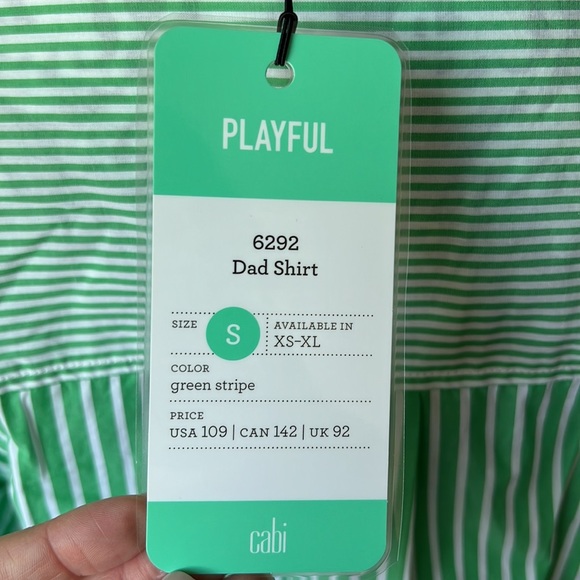 PLAYFUL
6292
Dad Shirt
SIZE S AVAILABLE IN
XS-XL
COLOR
green stripe
PRICE
USA 109 | CAN 142 | UK 92
cabi